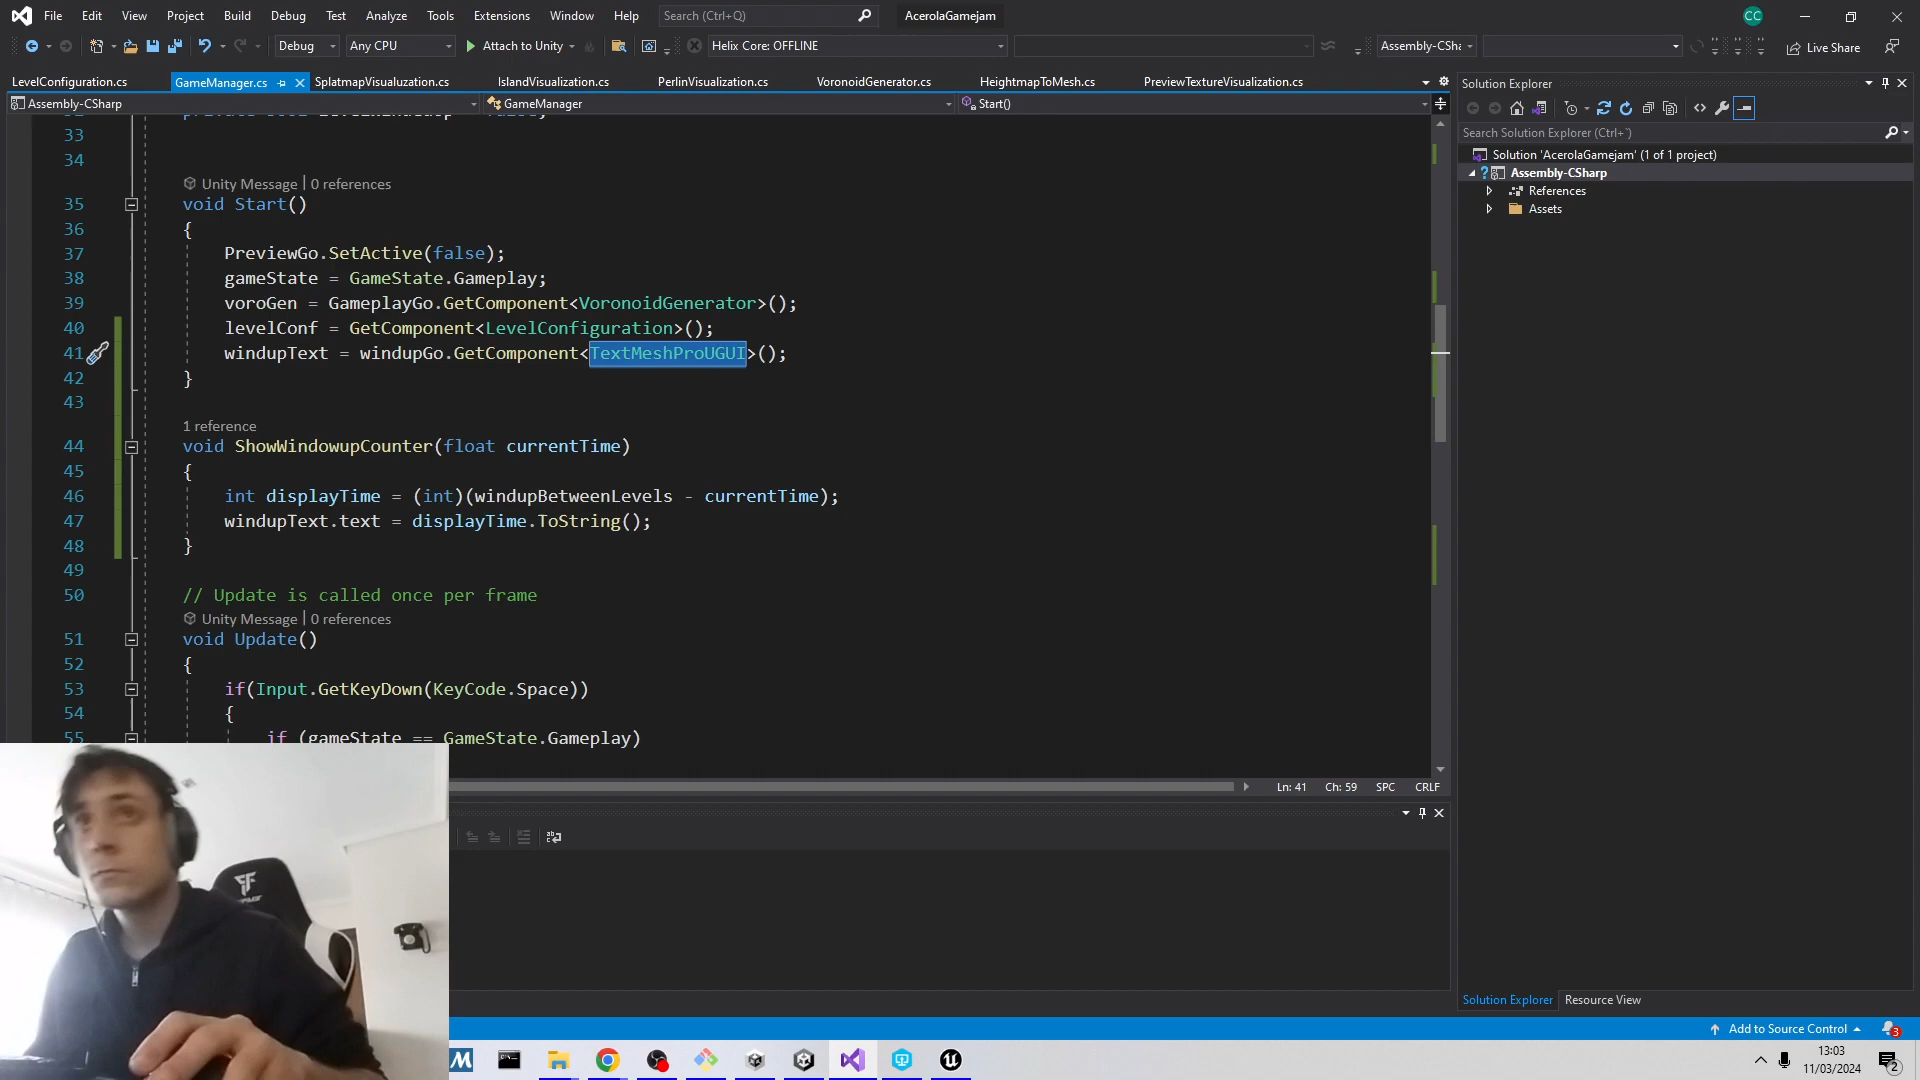 File Edit View Project Build Debug Test Analyze Tools Extensions Window Help Search (Ctrl+Q) AcerolaGamejam CC
Debug Any CPU Attach to Unity Helix Core: OFFLINE Assembly-CSha Live Share
LevelConfiguration.cs GameManager.cs SplatmapVisualuzation.cs IslandVisualization.cs PerlinVisualization.cs VoronoidGenerator.cs HeightmapToMesh.cs PreviewTextureVisualization.cs
Assembly-CSharp GameManager Start()
33
34
Unity Message | 0 references
35 void Start()
36 {
37 PreviewGo.SetActive(false);
38 gameState = GameState.Gameplay;
39 voroGen = GameplayGo.GetComponent<VoronoidGenerator>();
40 levelConf = GetComponent<LevelConfiguration>();
41 windupText = windupGo.GetComponent<TextMeshProUGUI>();
42 }
43
1 reference
44 void ShowWindowupCounter(float currentTime)
45 {
46 int displayTime = (int)(windupBetweenLevels - currentTime);
47 windupText.text = displayTime.ToString();
48 }
49
50 // Update is called once per frame
Unity Message | 0 references
51 void Update()
52 {
53 if(Input.GetKeyDown(KeyCode.Space))
54 {
55 if (gameState == GameState.Gameplay)
Ln: 41 Ch: 59 SPC CRLF
Solution Explorer
Search Solution Explorer (Ctrl+¨)
Solution 'AcerolaGamejam' (1 of 1 project)
Assembly-CSharp
References
Assets
Solution Explorer Resource View
Add to Source Control 3
13:03
11/03/2024
2